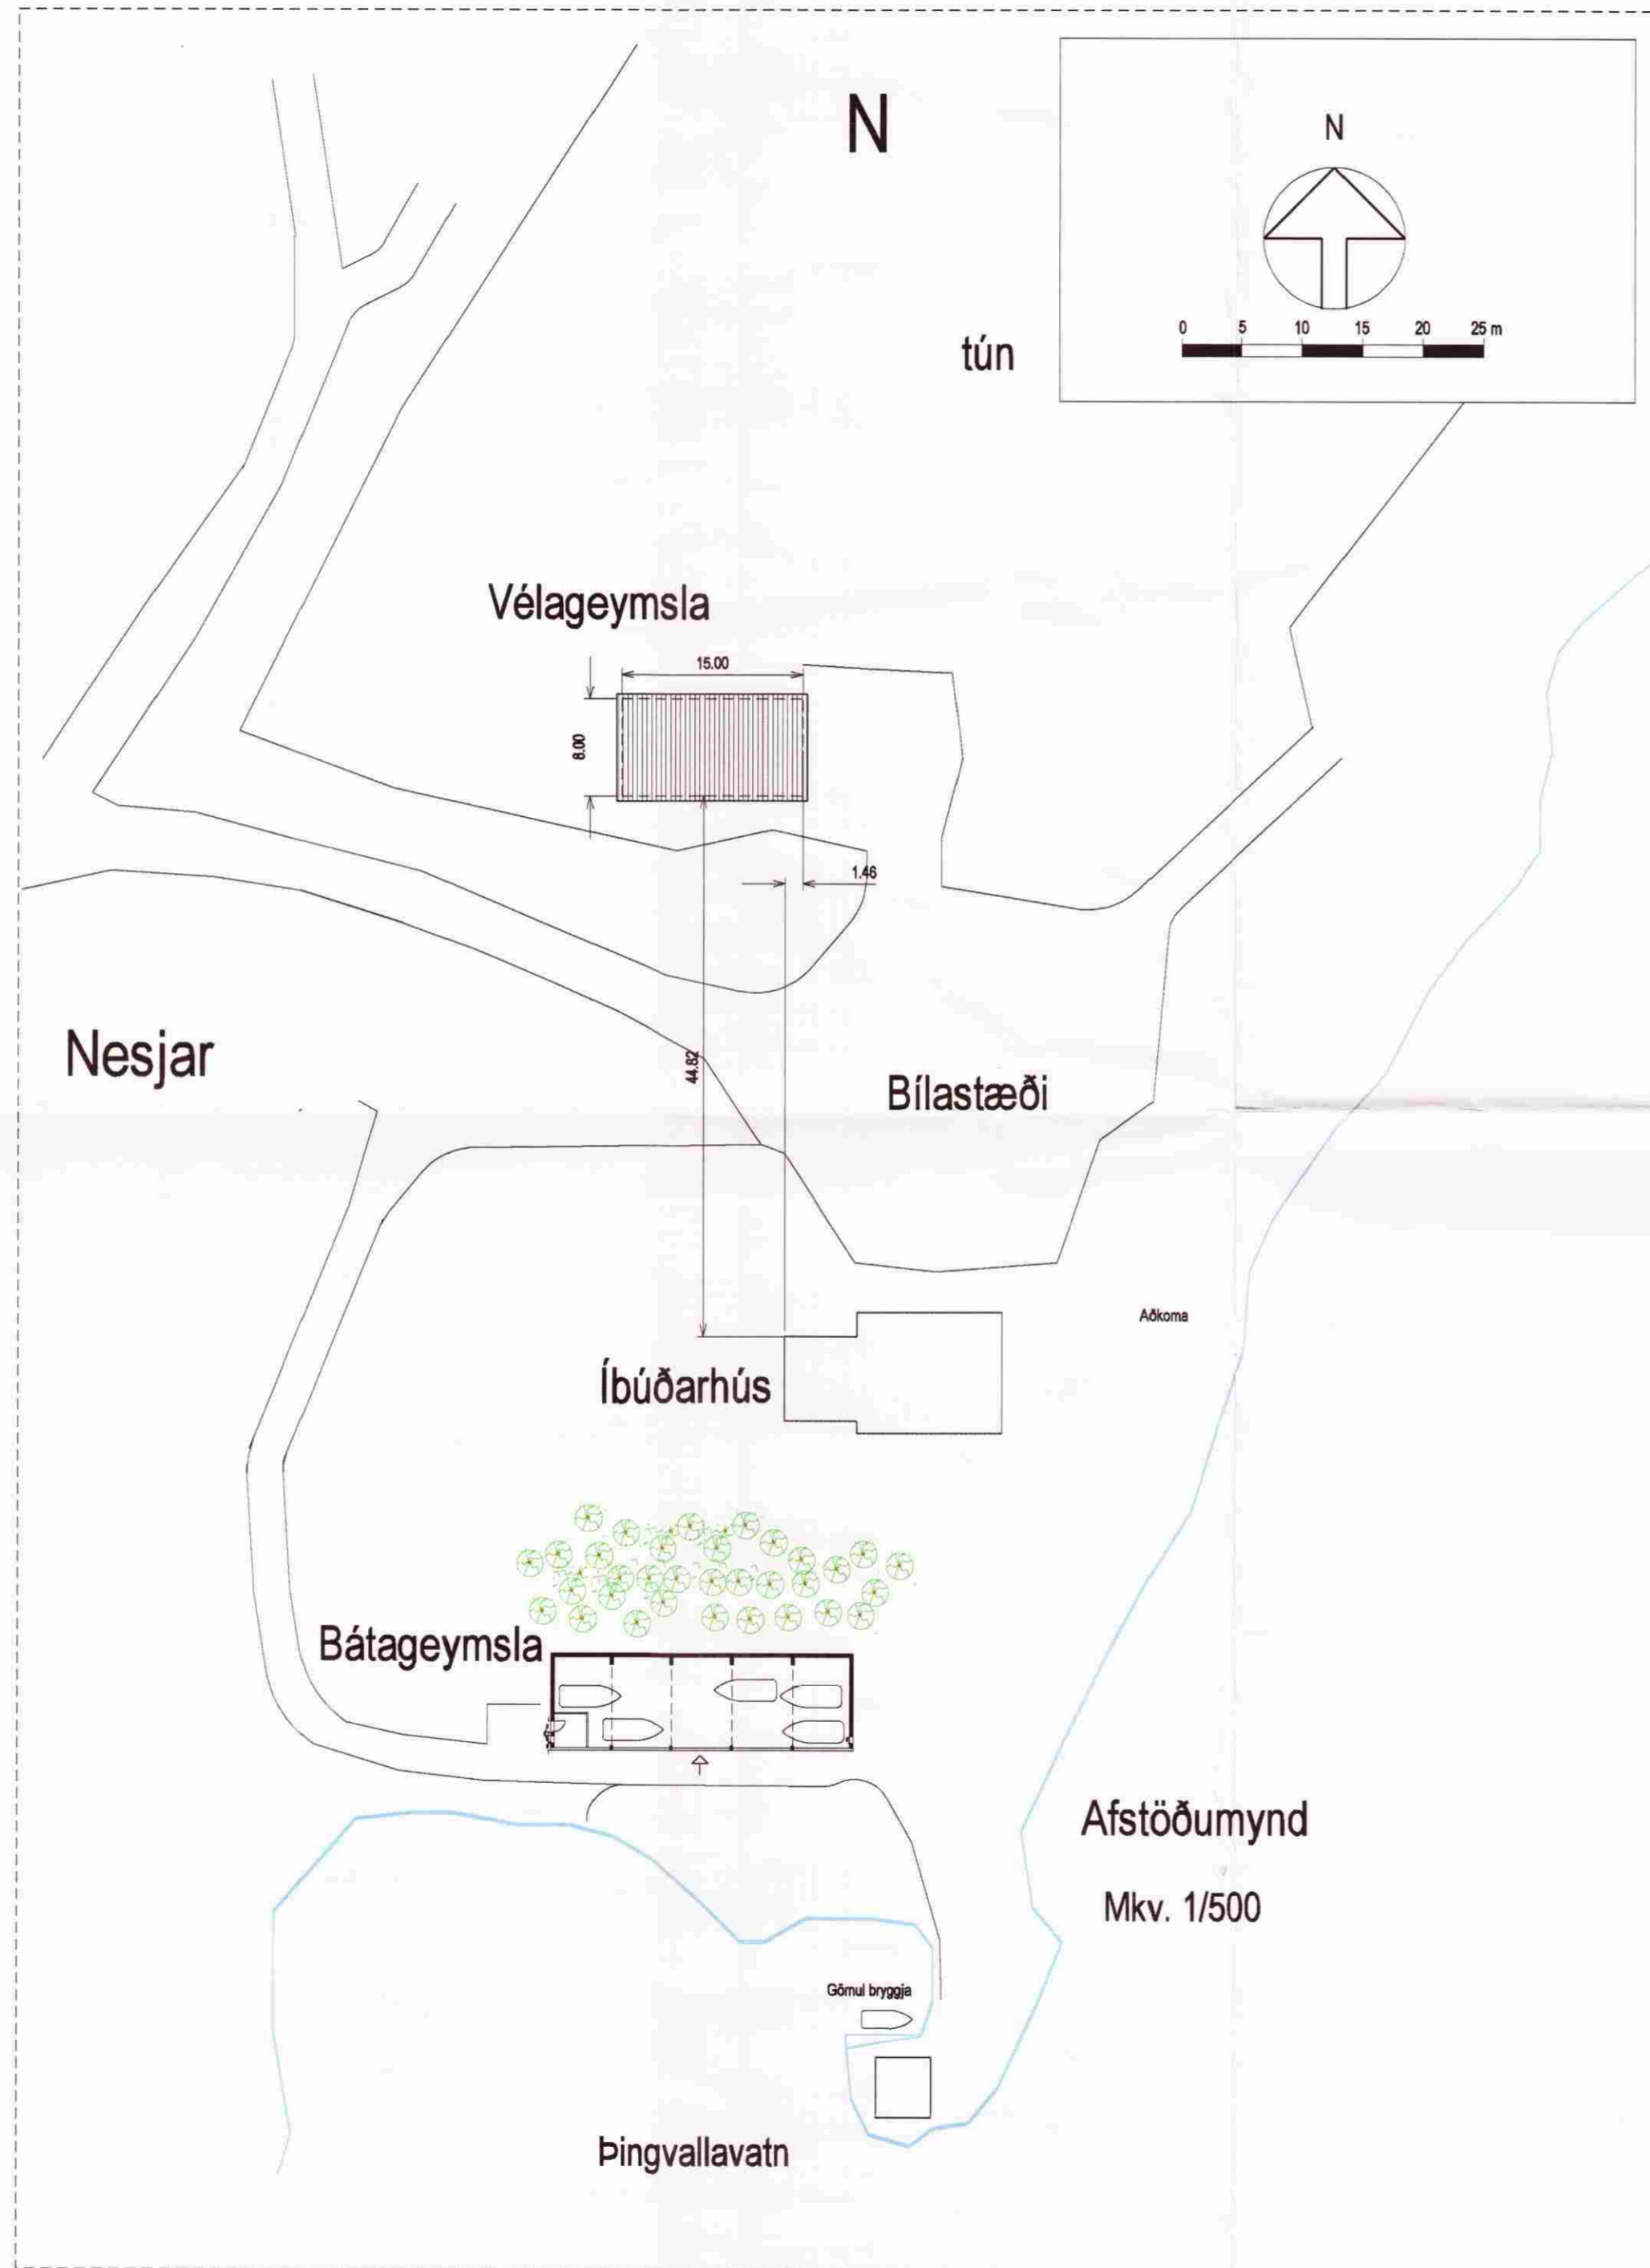 N
N
0 5 10 15 20 25 m
tún
Vélageymsla
15.00
8.00
1.46
44.82
Nesjar
Bílastæði
Aðkoma
Íbúðarhús
Bátageymsla
Afstöðumynd
Mkv. 1/500
Gömul bryggja
Þingvallavatn